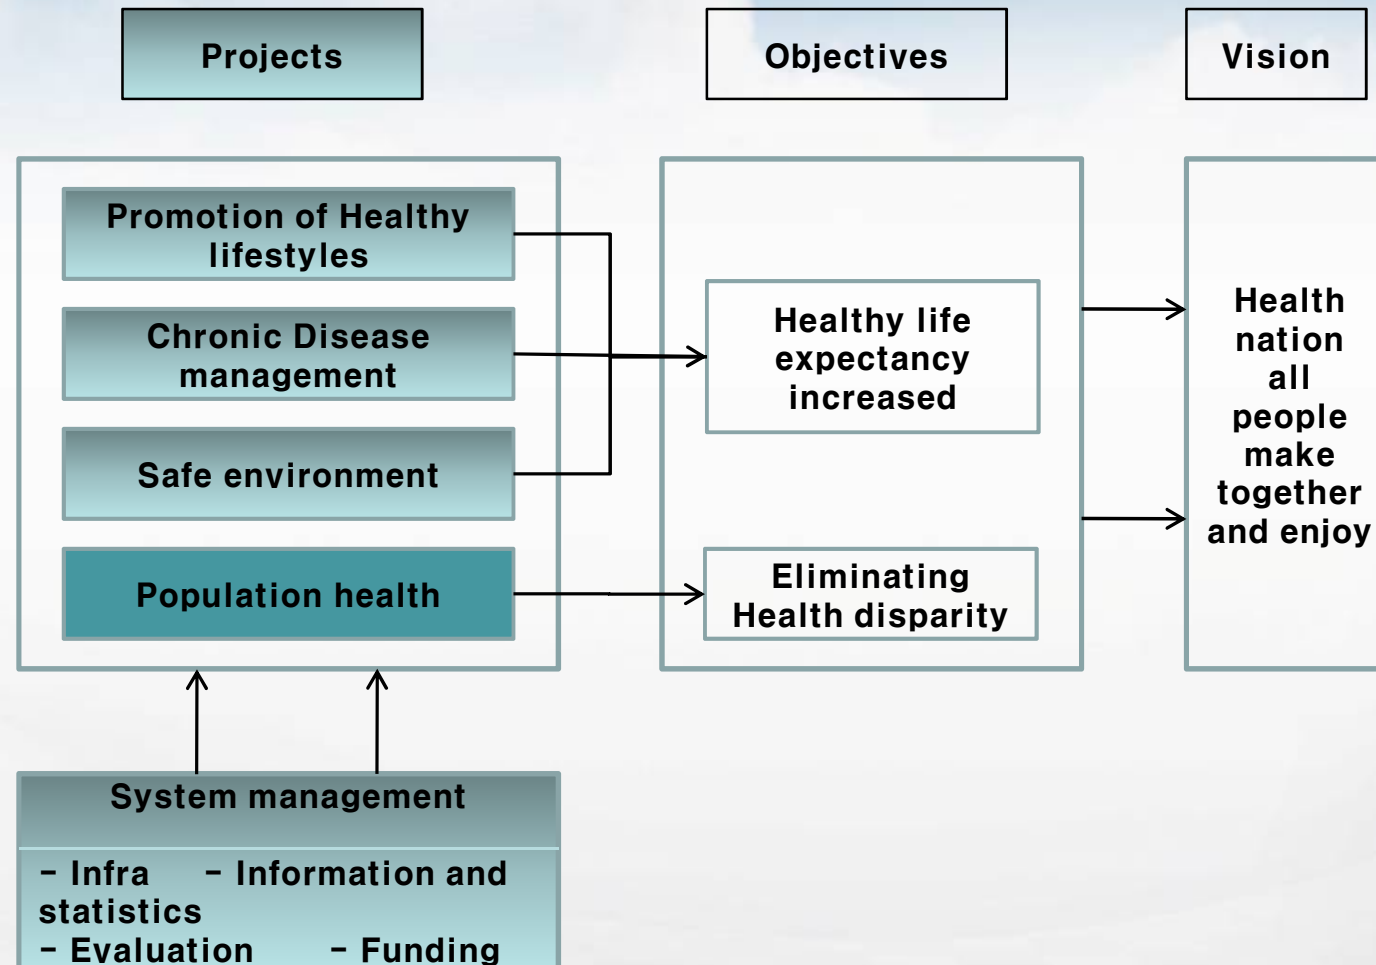 Projects
Objectives
Vision
Promotion of Healthy
lifestyles
Chronic Disease
management
Safe environment
Population health
Healthy life
expectancy
increased
Eliminating
Health disparity
Health
nation
all
people
make
together
and enjoy
System management
– Infra – Information and
statistics
– Evaluation – Funding